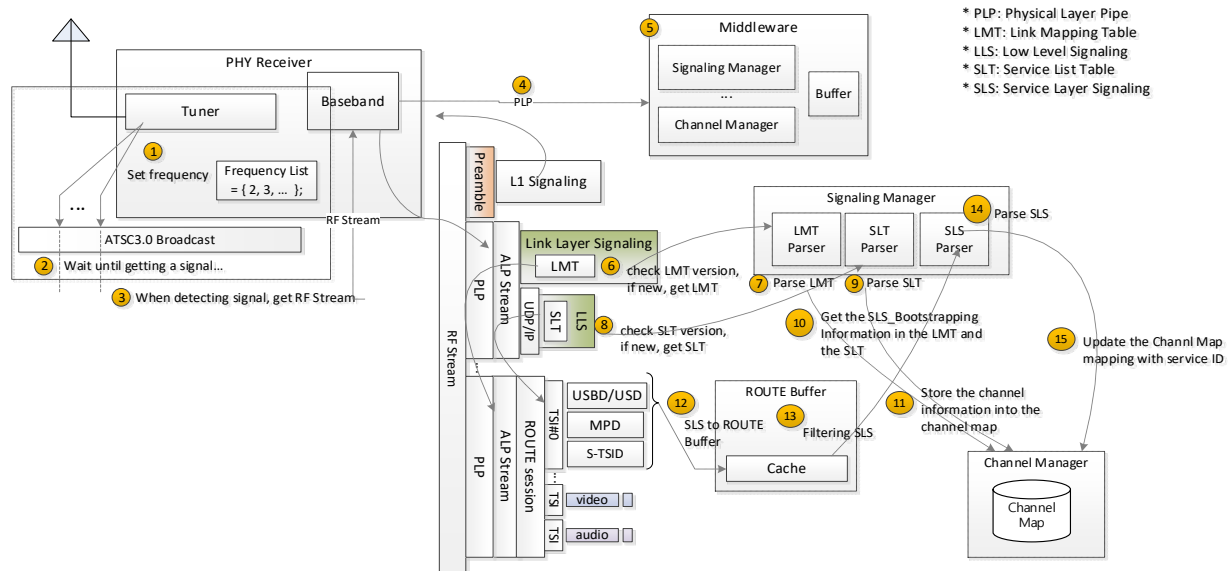 * PLP: Physical Layer Pipe
* LMT: Link Mapping Table
* LLS: Low Level Signaling
* SLT: Service List Table
* SLS: Service Layer Signaling
PHY Receiver
Tuner
Baseband
1
Set frequency
Frequency List
= { 2, 3, … };
...
RF Stream
ATSC3.0 Broadcast
2
Wait until getting a signal…
3
When detecting signal, get RF Stream
4
PLP
5
Middleware
Signaling Manager
...
Channel Manager
Buffer
RF Stream
Preamble
L1 Signaling
PLP
ALP Stream
Link Layer Signaling
LMT
6
check LMT version,
if new, get LMT
UDP/IP
SLT
LLS
8
check SLT version,
if new, get SLT
...
PLP
ALP Stream
ROUTE session
TSI#0
USBD/USD
MPD
S-TSID
...
TSI
video
TSI
audio
12
SLS to ROUTE
Buffer
ROUTE Buffer
13
Filtering SLS
Cache
Signaling Manager
LMT
Parser
SLT
Parser
SLS
Parser
14
Parse SLS
7
Parse LMT
9
Parse SLT
10
Get the SLS_Bootstrapping
Information in the LMT and
the SLT
11
Store the channel
information into the
channel map
15
Update the Channl Map
mapping with service ID
Channel Manager
Channel
Map